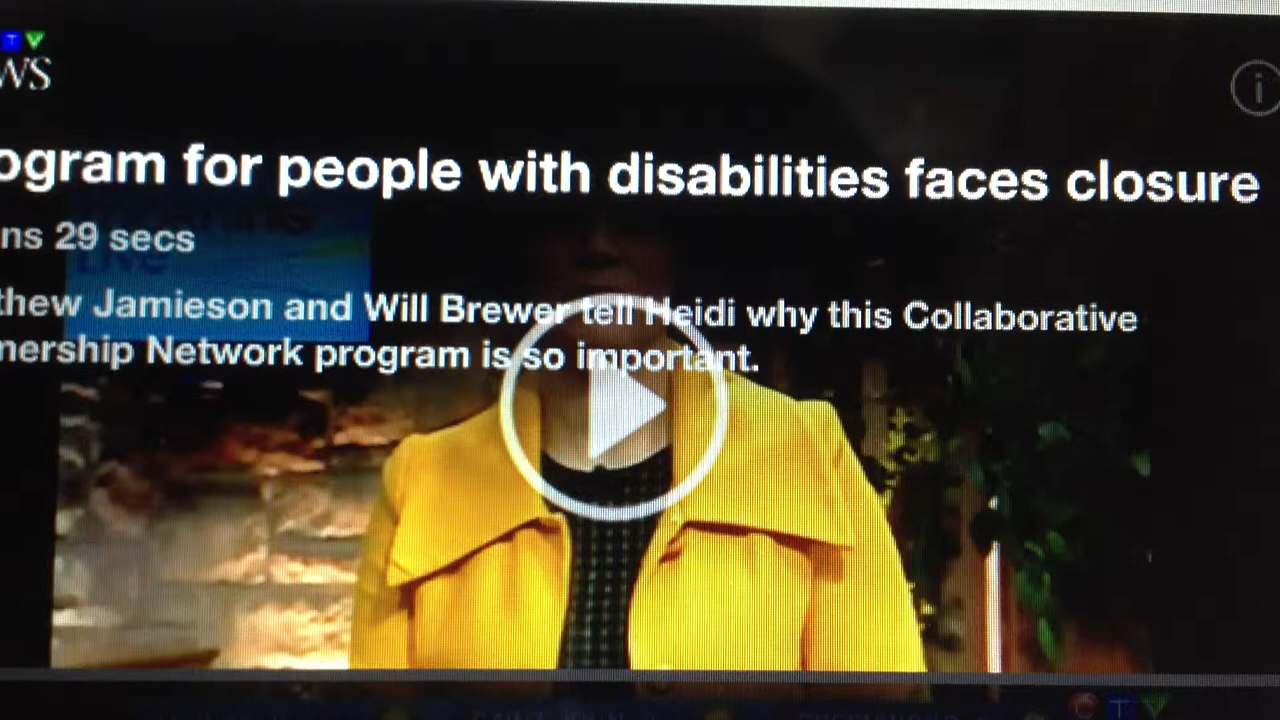 T
WS
ogram for people with disabilities faces closure
ns 29 secs
LIVE
thew Jamieson and Will Brewer tell Heidi why this Collaborative
nership Network program is so important.
T